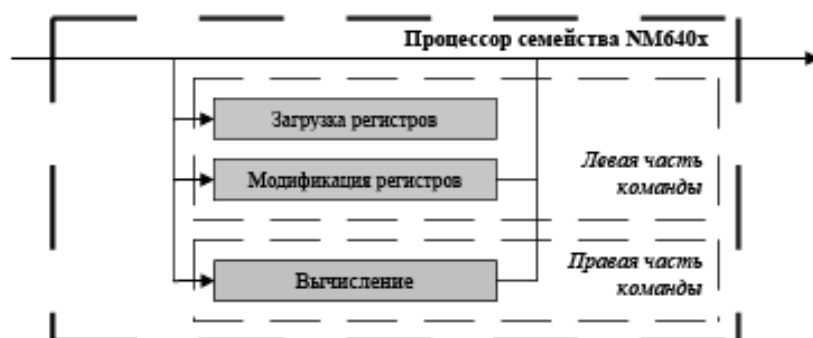 Процессор семейства NM640x
Загрузка регистров
Модификация регистров
Левая часть
команды
Вычисление
Правая часть
команды